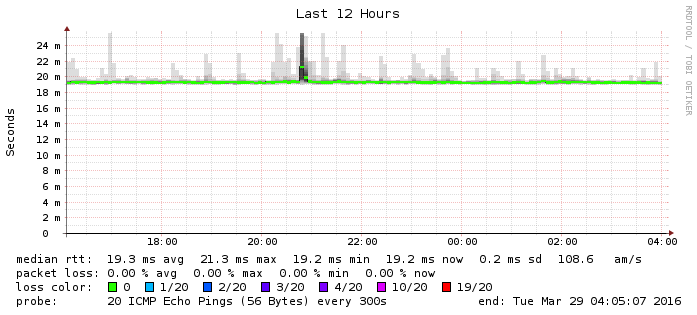 Last 12 Hours
RRDTOOL / TOBI OETIKER
Seconds
24 m
22 m
20 m
18 m
16 m
14 m
12 m
10 m
8 m
6 m
4 m
2 m
0
18:00 20:00 22:00 00:00 02:00 04:00
median rtt: 19.3 ms avg 21.3 ms max 19.2 ms min 19.2 ms now 0.2 ms sd 108.6 am/s
packet loss: 0.00 % avg 0.00 % max 0.00 % min 0.00 % now
loss color: 0 1/20 2/20 3/20 4/20 10/20 19/20
probe: 20 ICMP Echo Pings (56 Bytes) every 300s end: Tue Mar 29 04:05:07 2016